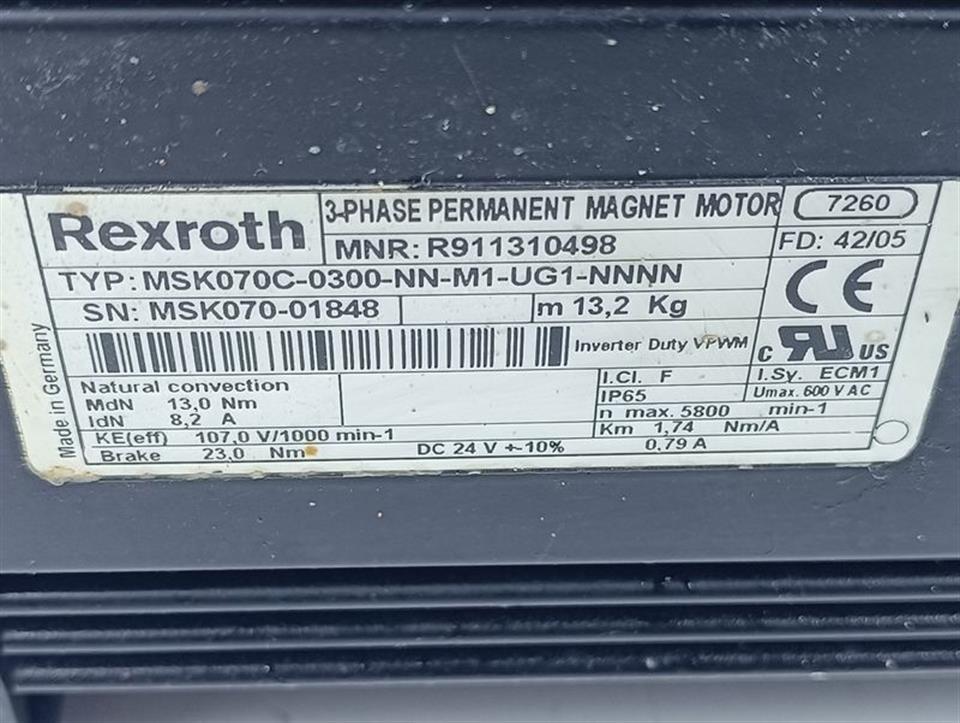 Rexroth
3-PHASE PERMANENT MAGNET MOTOR
7260
MNR: R911310498
FD: 42/05
TYP: MSK070C-0300-NN-M1-UG1-NNNN
CE
SN: MSK070-01848
m 13,2 Kg
Inverter Duty VPWM
C RU US
Natural convection
I.Cl. F
I.Sy. ECM1
MdN 13,0 Nm
IP65
Umax. 600 V AC
IdN 8,2 A
n max. 5800 min-1
KE(eff) 107,0 V/1000 min-1
Km 1,74 Nm/A
Brake 23,0 Nm
DC 24 V +-10%
0,79 A
Made in Germany